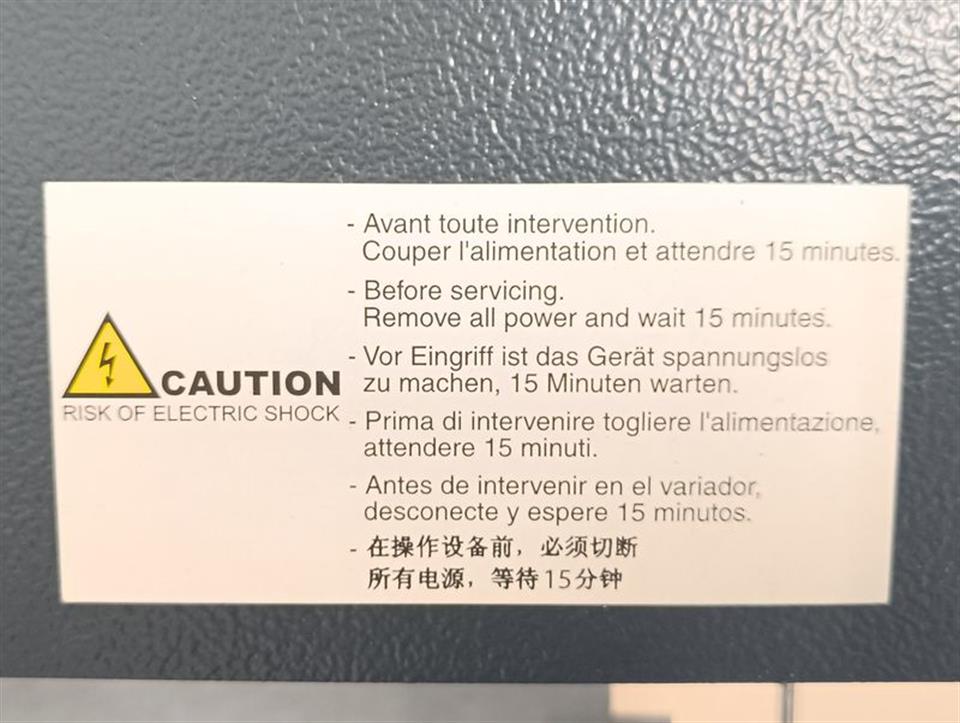 CAUTION
RISK OF ELECTRIC SHOCK
- Avant toute intervention.
Couper l'alimentation et attendre 15 minutes.
- Before servicing.
Remove all power and wait 15 minutes.
- Vor Eingriff ist das Gerät spannungslos
zu machen, 15 Minuten warten.
- Prima di intervenire togliere l'alimentazione,
attendere 15 minuti.
- Antes de intervenir en el variador,
desconecte y espere 15 minutos.
- 在操作设备前，必须切断
所有电源，等待15分钟